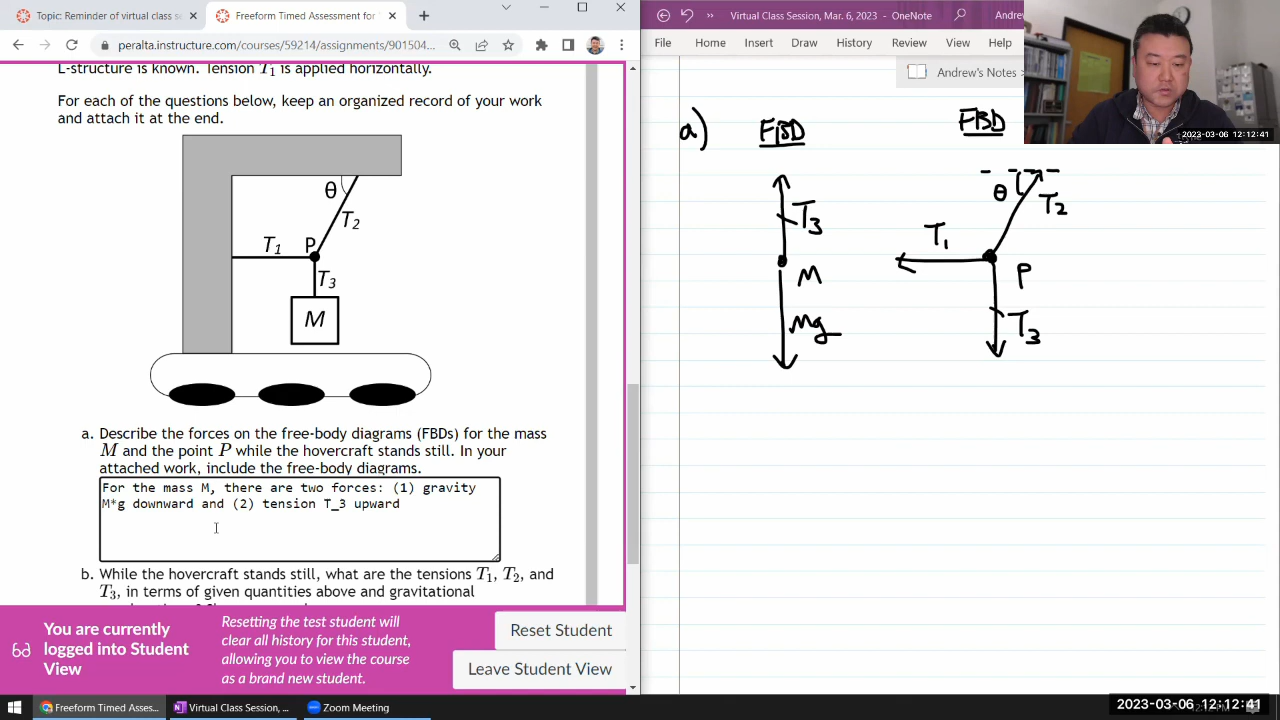 Topic: Reminder of virtual class se
Freeform Timed Assessment for
peralta.instructure.com/courses/59214/assignments/901504...
L-structure is known. Tension T1 is applied horizontally.
For each of the questions below, keep an organized record of your work
and attach it at the end.
θ
T2
T1
P
T3
M
a. Describe the forces on the free-body diagrams (FBDs) for the mass
M and the point P while the hovercraft stands still. In your
attached work, include the free-body diagrams.
For the mass M, there are two forces: (1) gravity
M*g downward and (2) tension T_3 upward
b. While the hovercraft stands still, what are the tensions T1, T2, and
T3, in terms of given quantities above and gravitational
You are currently
logged into Student
View
Resetting the test student will
clear all history for this student,
allowing you to view the course
as a brand new student.
Reset Student
Leave Student View
Virtual Class Session, Mar. 6, 2023 - OneNote
Andre
File Home Insert Draw History Review View Help
Andrew's Notes >
a)
FBD
T3
M
Mg
FBD
θ
T2
T1
P
T3
2023-03-06 12:12:41
Freeform Timed Asses...
Virtual Class Session, ...
Zoom Meeting
2023-03-06 12:12:41